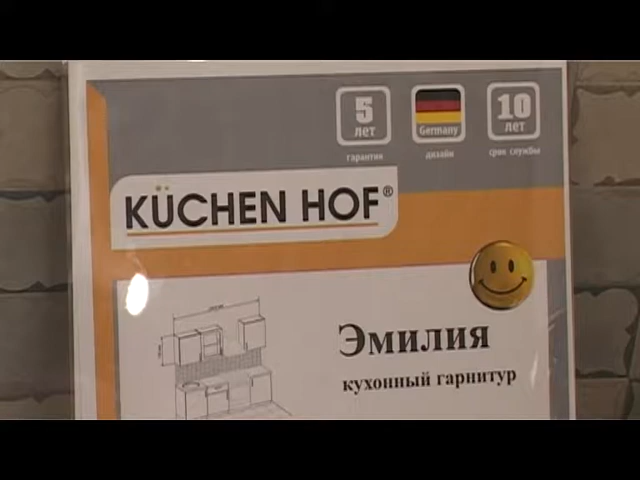 5
лет
гарантия
Germany
дизайн
10
лет
срок службы
KÜCHEN HOF®
Эмилия
кухонный гарнитур